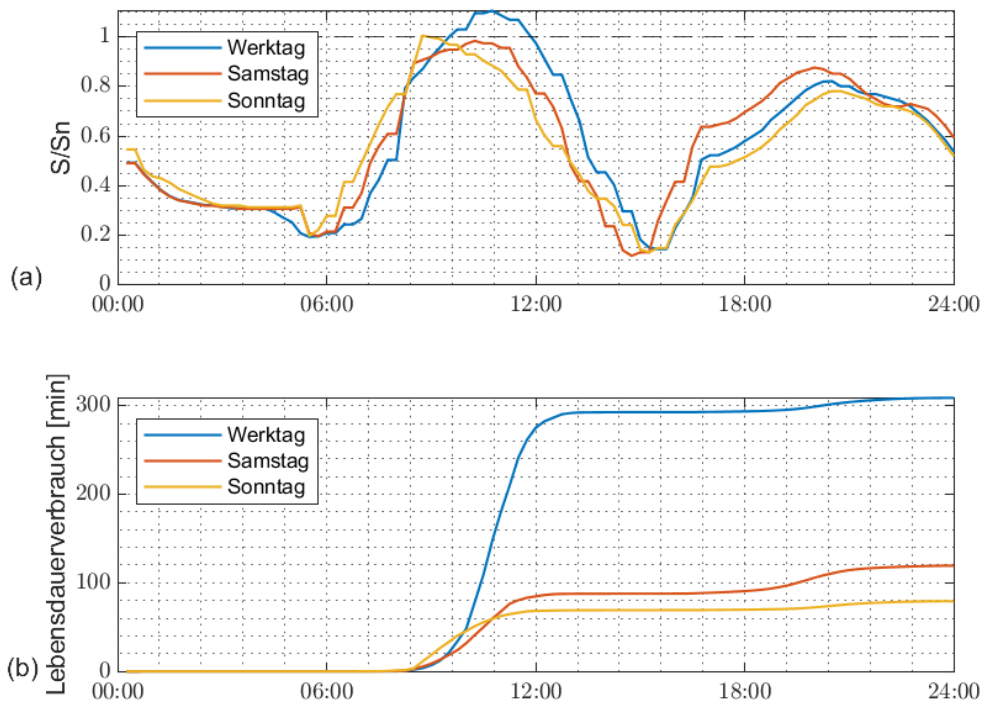 1
0.8
0.6
0.4
0.2
0
S/Sn
Werktag
Samstag
Sonntag
(a)
00:00 06:00 12:00 18:00 24:00
300
200
100
0
Lebensdauerverbrauch [min]
Werktag
Samstag
Sonntag
(b)
00:00 06:00 12:00 18:00 24:00